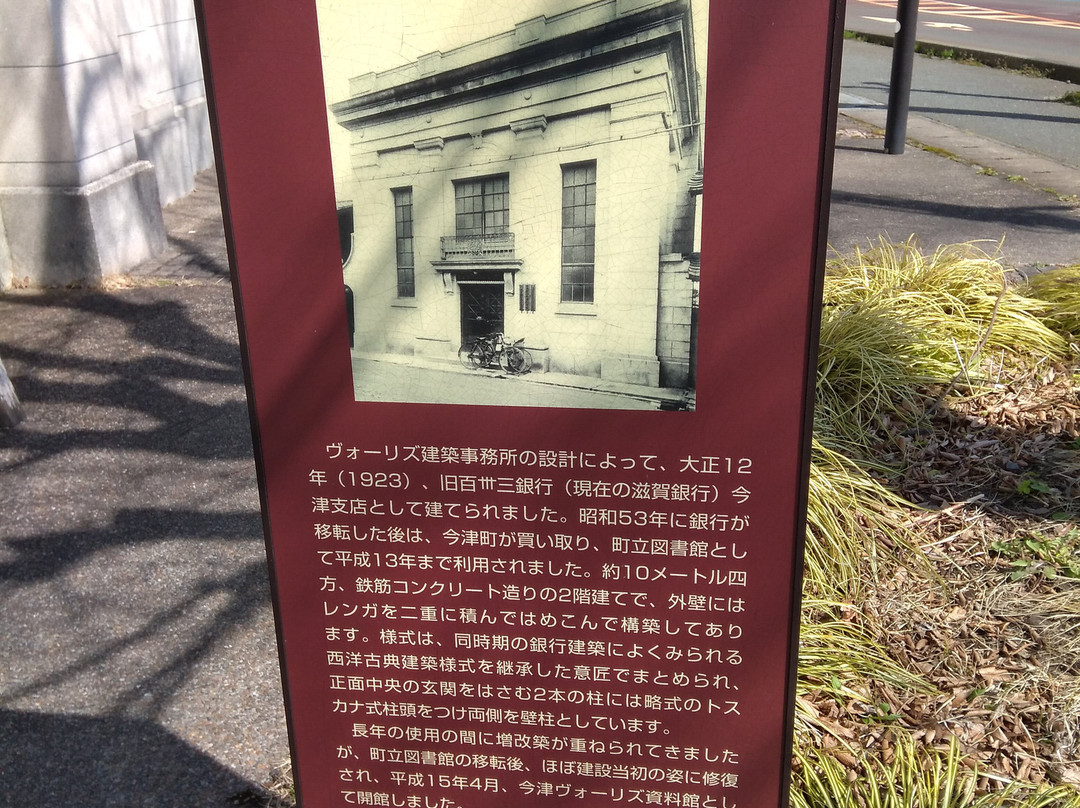 ヴォーリズ建築事務所の設計によって、大正12
年（1923）、旧百卅三銀行（現在の滋賀銀行）今
津支店として建てられました。昭和53年に銀行が
移転した後は、今津町が買い取り、町立図書館とし
て平成13年まで利用されました。約10メートル四
方、鉄筋コンクリート造りの2階建てで、外壁には
レンガを二重に積んではめこんで構築してあり
ます。様式は、同時期の銀行建築によくみられる
西洋古典建築様式を継承した意匠でまとめられ、
正面中央の玄関をはさむ2本の柱には略式のトス
カナ式柱頭をつけ両側を壁柱としています。
長年の使用の間に増改築が重ねられてきました
が、町立図書館の移転後、ほぼ建設当初の姿に修復
され、平成15年4月、今津ヴォーリズ資料館とし
て開館しました。